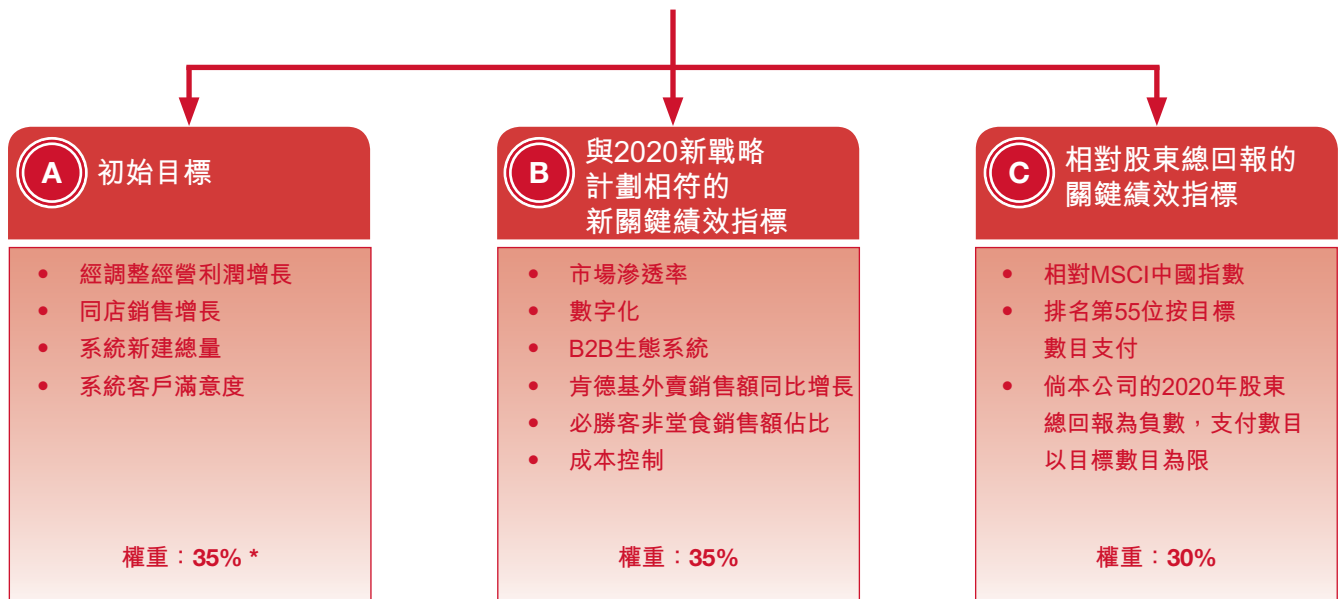 A
初始目標
• 經調整經營利潤增長
• 同店銷售增長
• 系統新建總量
• 系統客戶滿意度
權重：35% *
B
與2020新戰略
計劃相符的
新關鍵績效指標
• 市場滲透率
• 數字化
• B2B生態系統
• 肯德基外賣銷售額同比增長
• 必勝客非堂食銷售額佔比
• 成本控制
權重：35%
C
相對股東總回報的
關鍵績效指標
• 相對MSCI中國指數
• 排名第55位按目標
數目支付
• 倘本公司的2020年股東
總回報為負數，支付數目
以目標數目為限
權重：30%